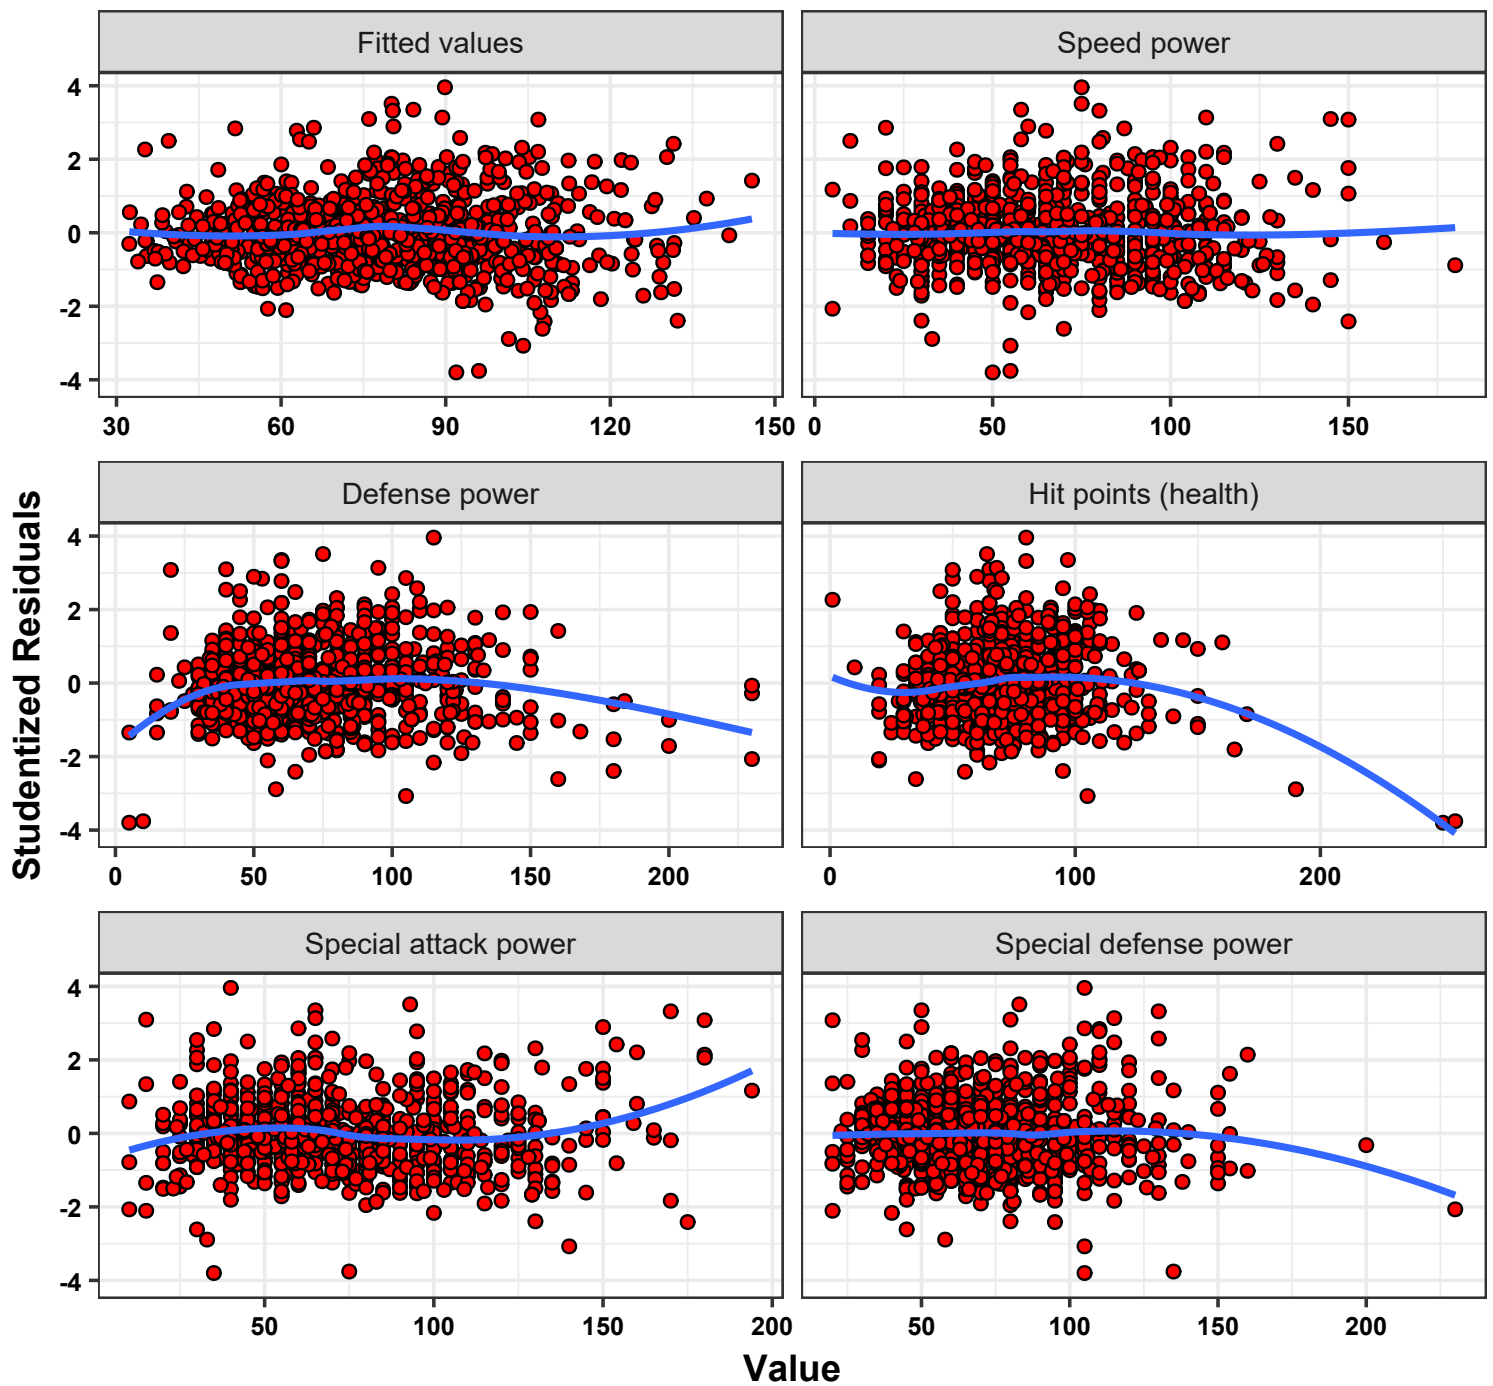 Fitted values
Speed power
4
2
0
-2
-4
30 60 90 120 150
0 50 100 150
Defense power
Hit points (health)
4
2
0
-2
-4
0 50 100 150 200
0 100 200
Special attack power
Special defense power
4
2
0
-2
-4
50 100 150 200
50 100 150 200
Studentized Residuals
Value